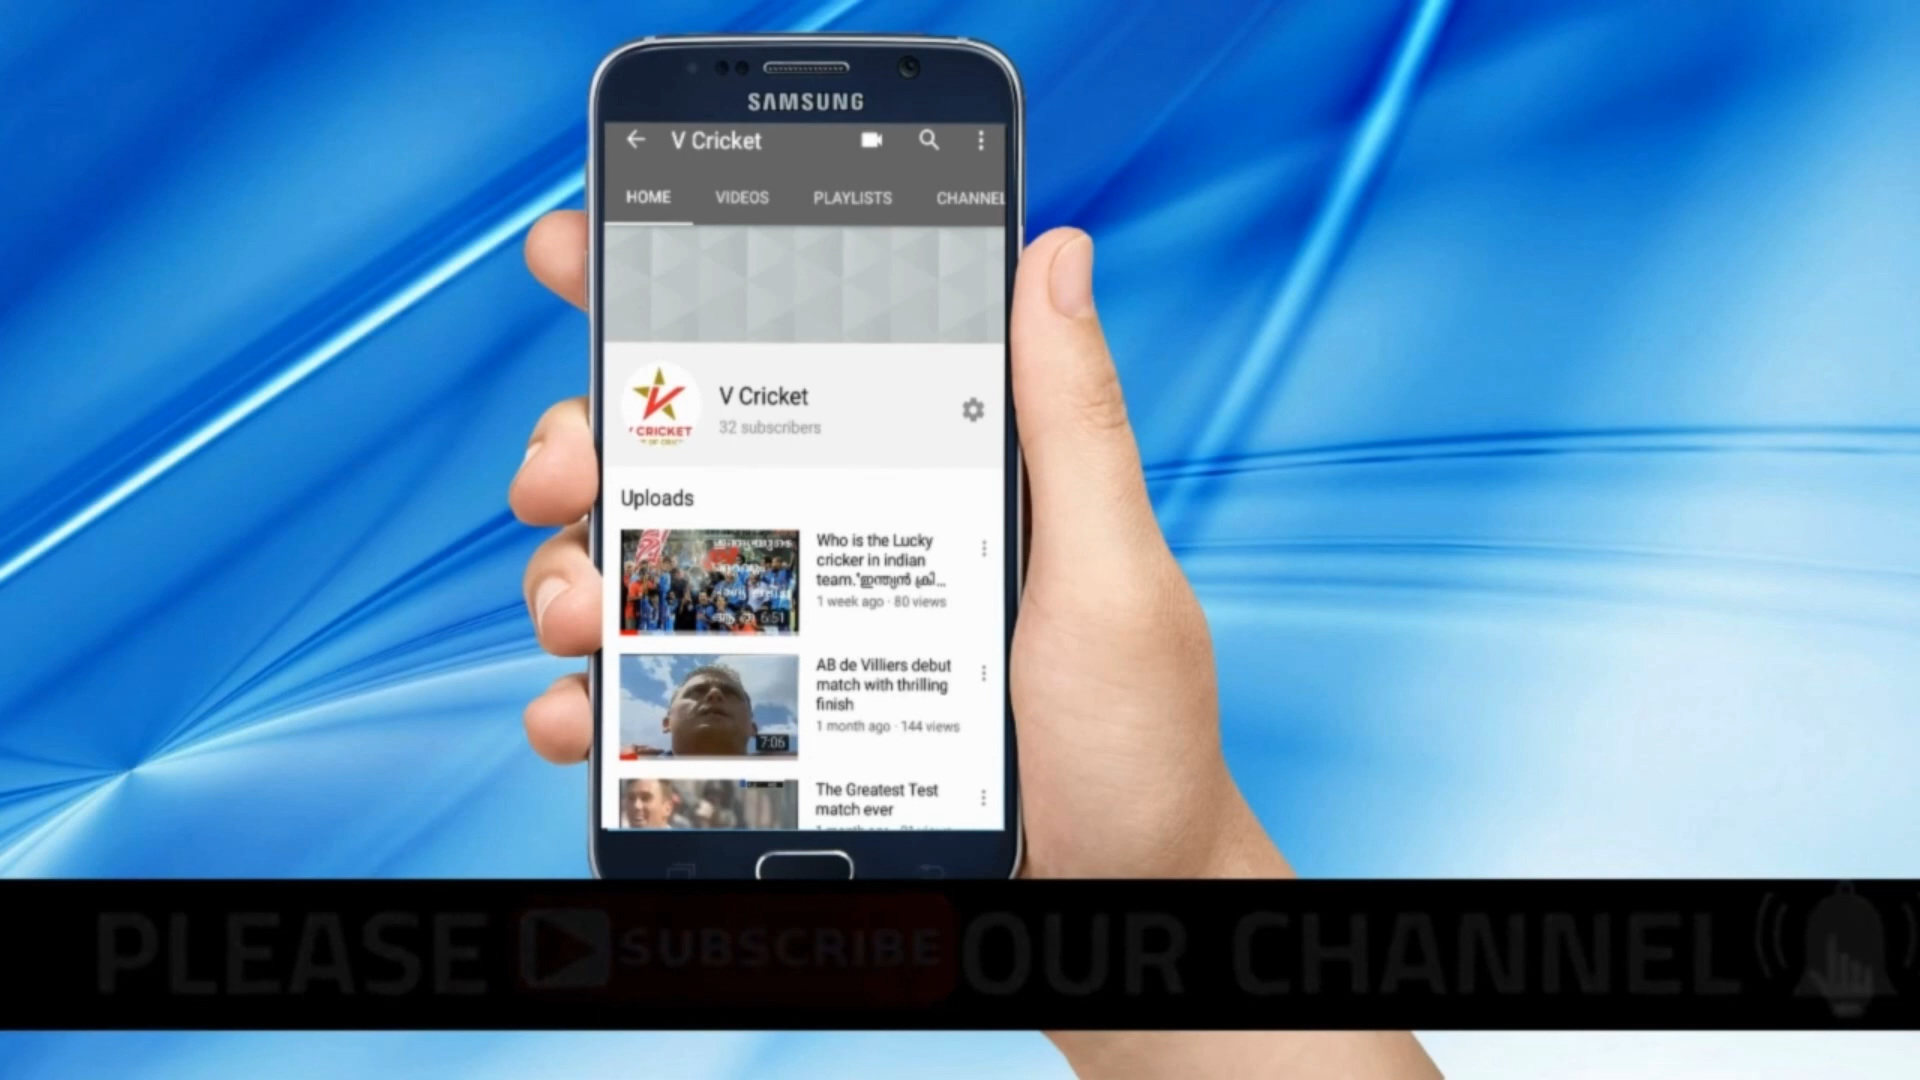 SAMSUNG
V Cricket
HOME VIDEOS PLAYLISTS CHANNEL
V Cricket
32 subscribers
CRICKET
Uploads
Who is the Lucky
cricker in indian
team."ഇന്ത്യൻ ക്രി...
1 week ago · 80 views
6:51
AB de Villiers debut
match with thrilling
finish
1 month ago · 144 views
7:06
The Greatest Test
match ever
PLEASE SUBSCRIBE OUR CHANNEL